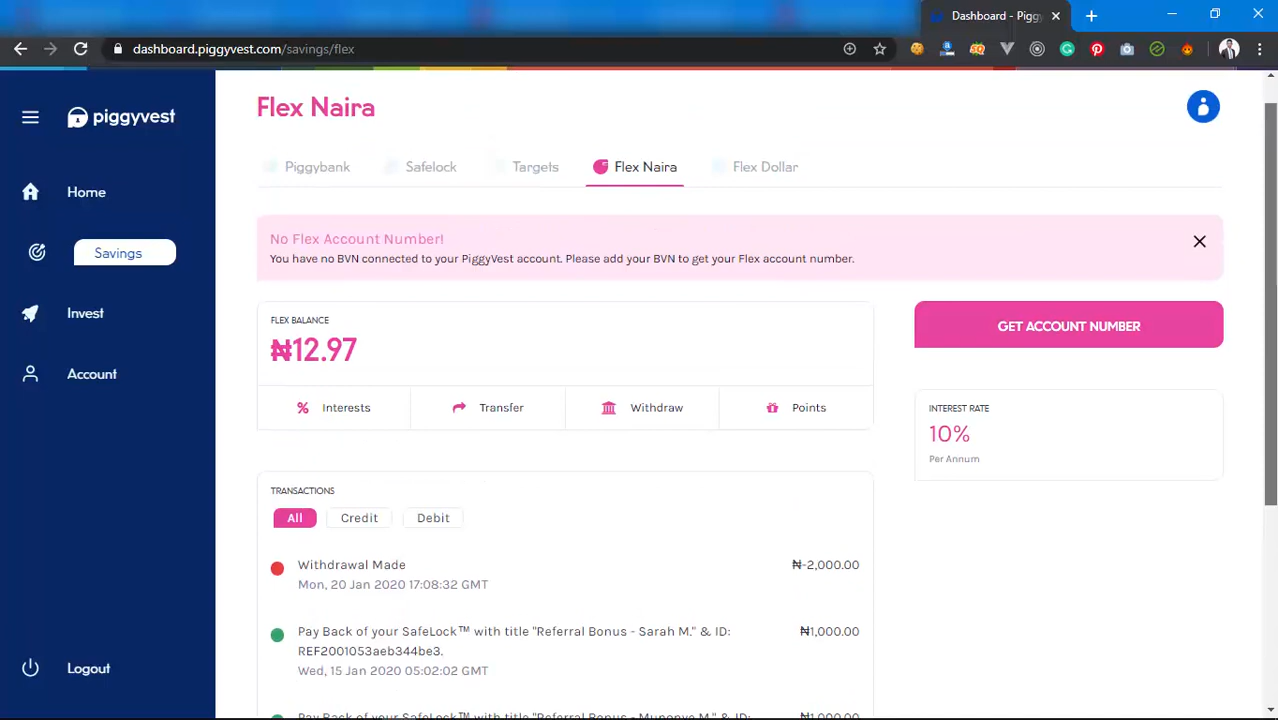 Dashboard - Piggy
dashboard.piggyvest.com/savings/flex
piggyvest
Home
Savings
Invest
Account
Logout
Flex Naira
Piggybank
Safelock
Targets
Flex Naira
Flex Dollar
No Flex Account Number!
You have no BVN connected to your PiggyVest account. Please add your BVN to get your Flex account number.
FLEX BALANCE
₦12.97
% Interests
Transfer
Withdraw
Points
GET ACCOUNT NUMBER
INTEREST RATE
10%
Per Annum
TRANSACTIONS
All
Credit
Debit
Withdrawal Made
₦-2,000.00
Mon, 20 Jan 2020 17:08:32 GMT
Pay Back of your SafeLock™ with title "Referral Bonus - Sarah M." & ID:
₦1,000.00
REF2001053aeb344be3.
Wed, 15 Jan 2020 05:02:02 GMT
Pay Back of your SafeLock™ with title "Referral Bonus - Munonye M." & ID:
₦1,000.00